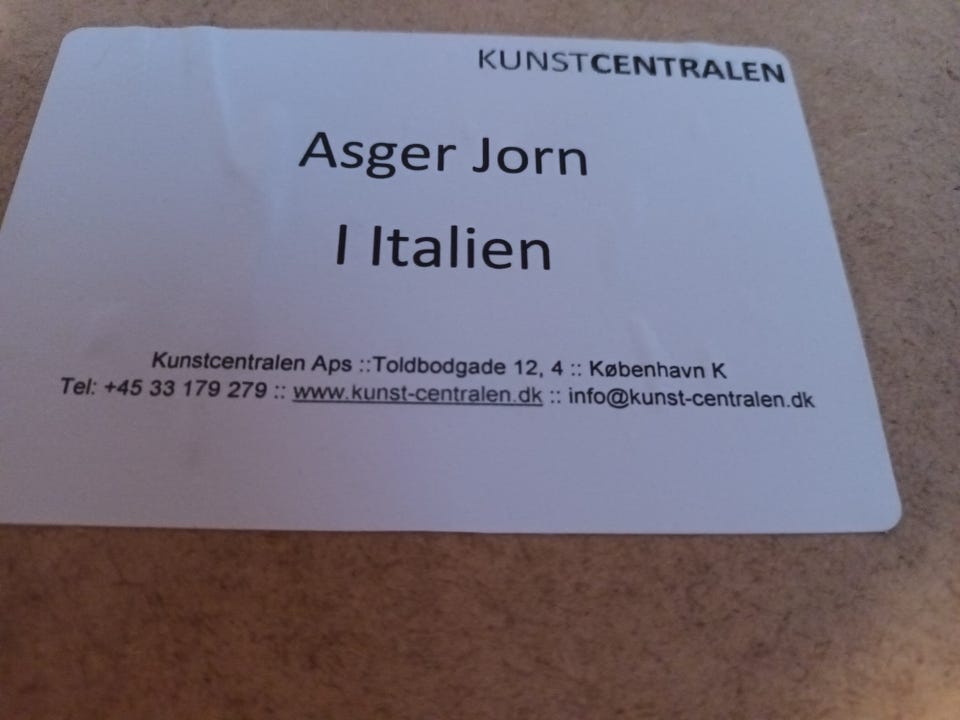 KUNSTCENTRALEN
Asger Jorn
I Italien
Kunstcentralen Aps ::Toldbodgade 12, 4 :: København K
Tel: +45 33 179 279 :: www.kunst-centralen.dk :: info@kunst-centralen.dk